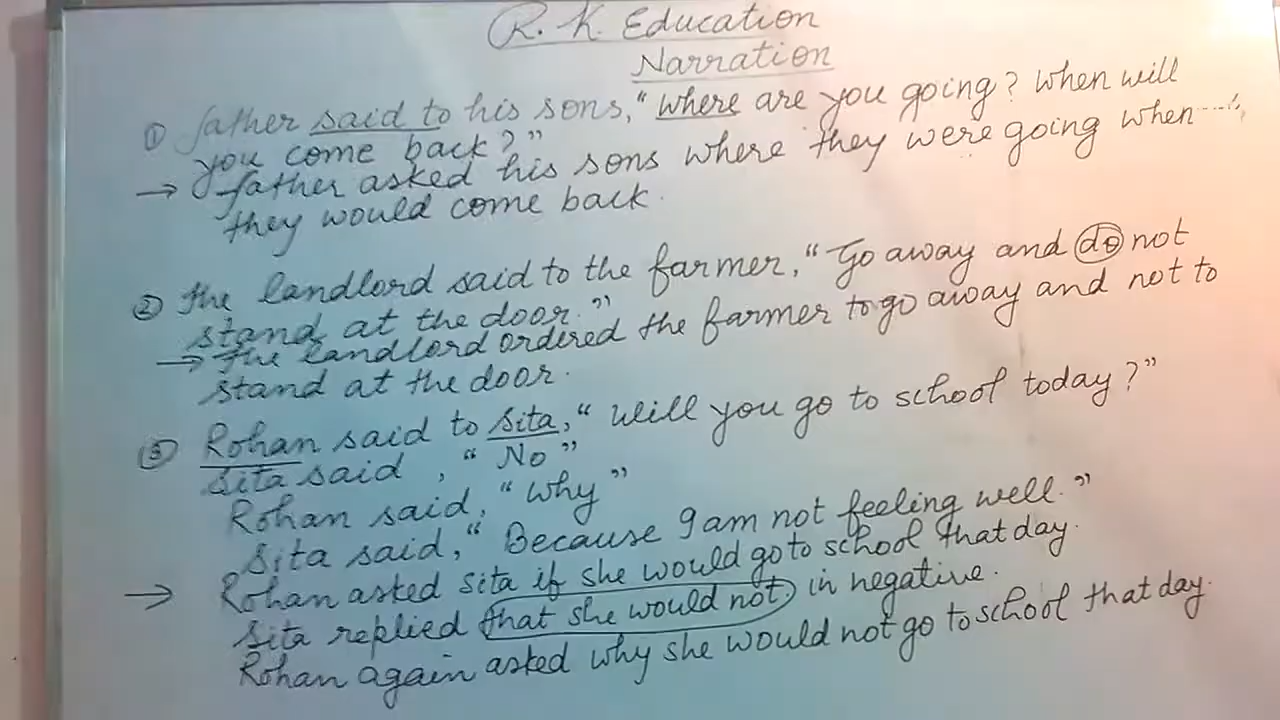 R. K. Education
Narration
① father said to his sons, "where are you going? When will
you come back?"
→ father asked his sons where they were going when ....
they would come back.
② The landlord said to the farmer, "Go away and do not
stand at the door."
→ The landlord ordered the farmer to go away and not to
stand at the door.
③ Rohan said to Sita, "Will you go to school today?"
Sita said, "No"
Rohan said, "Why"
Sita said, "Because I am not feeling well."
→ Rohan asked Sita if she would go to school that day.
Sita replied that she would not in negative.
Rohan again asked why she would not go to school that day.